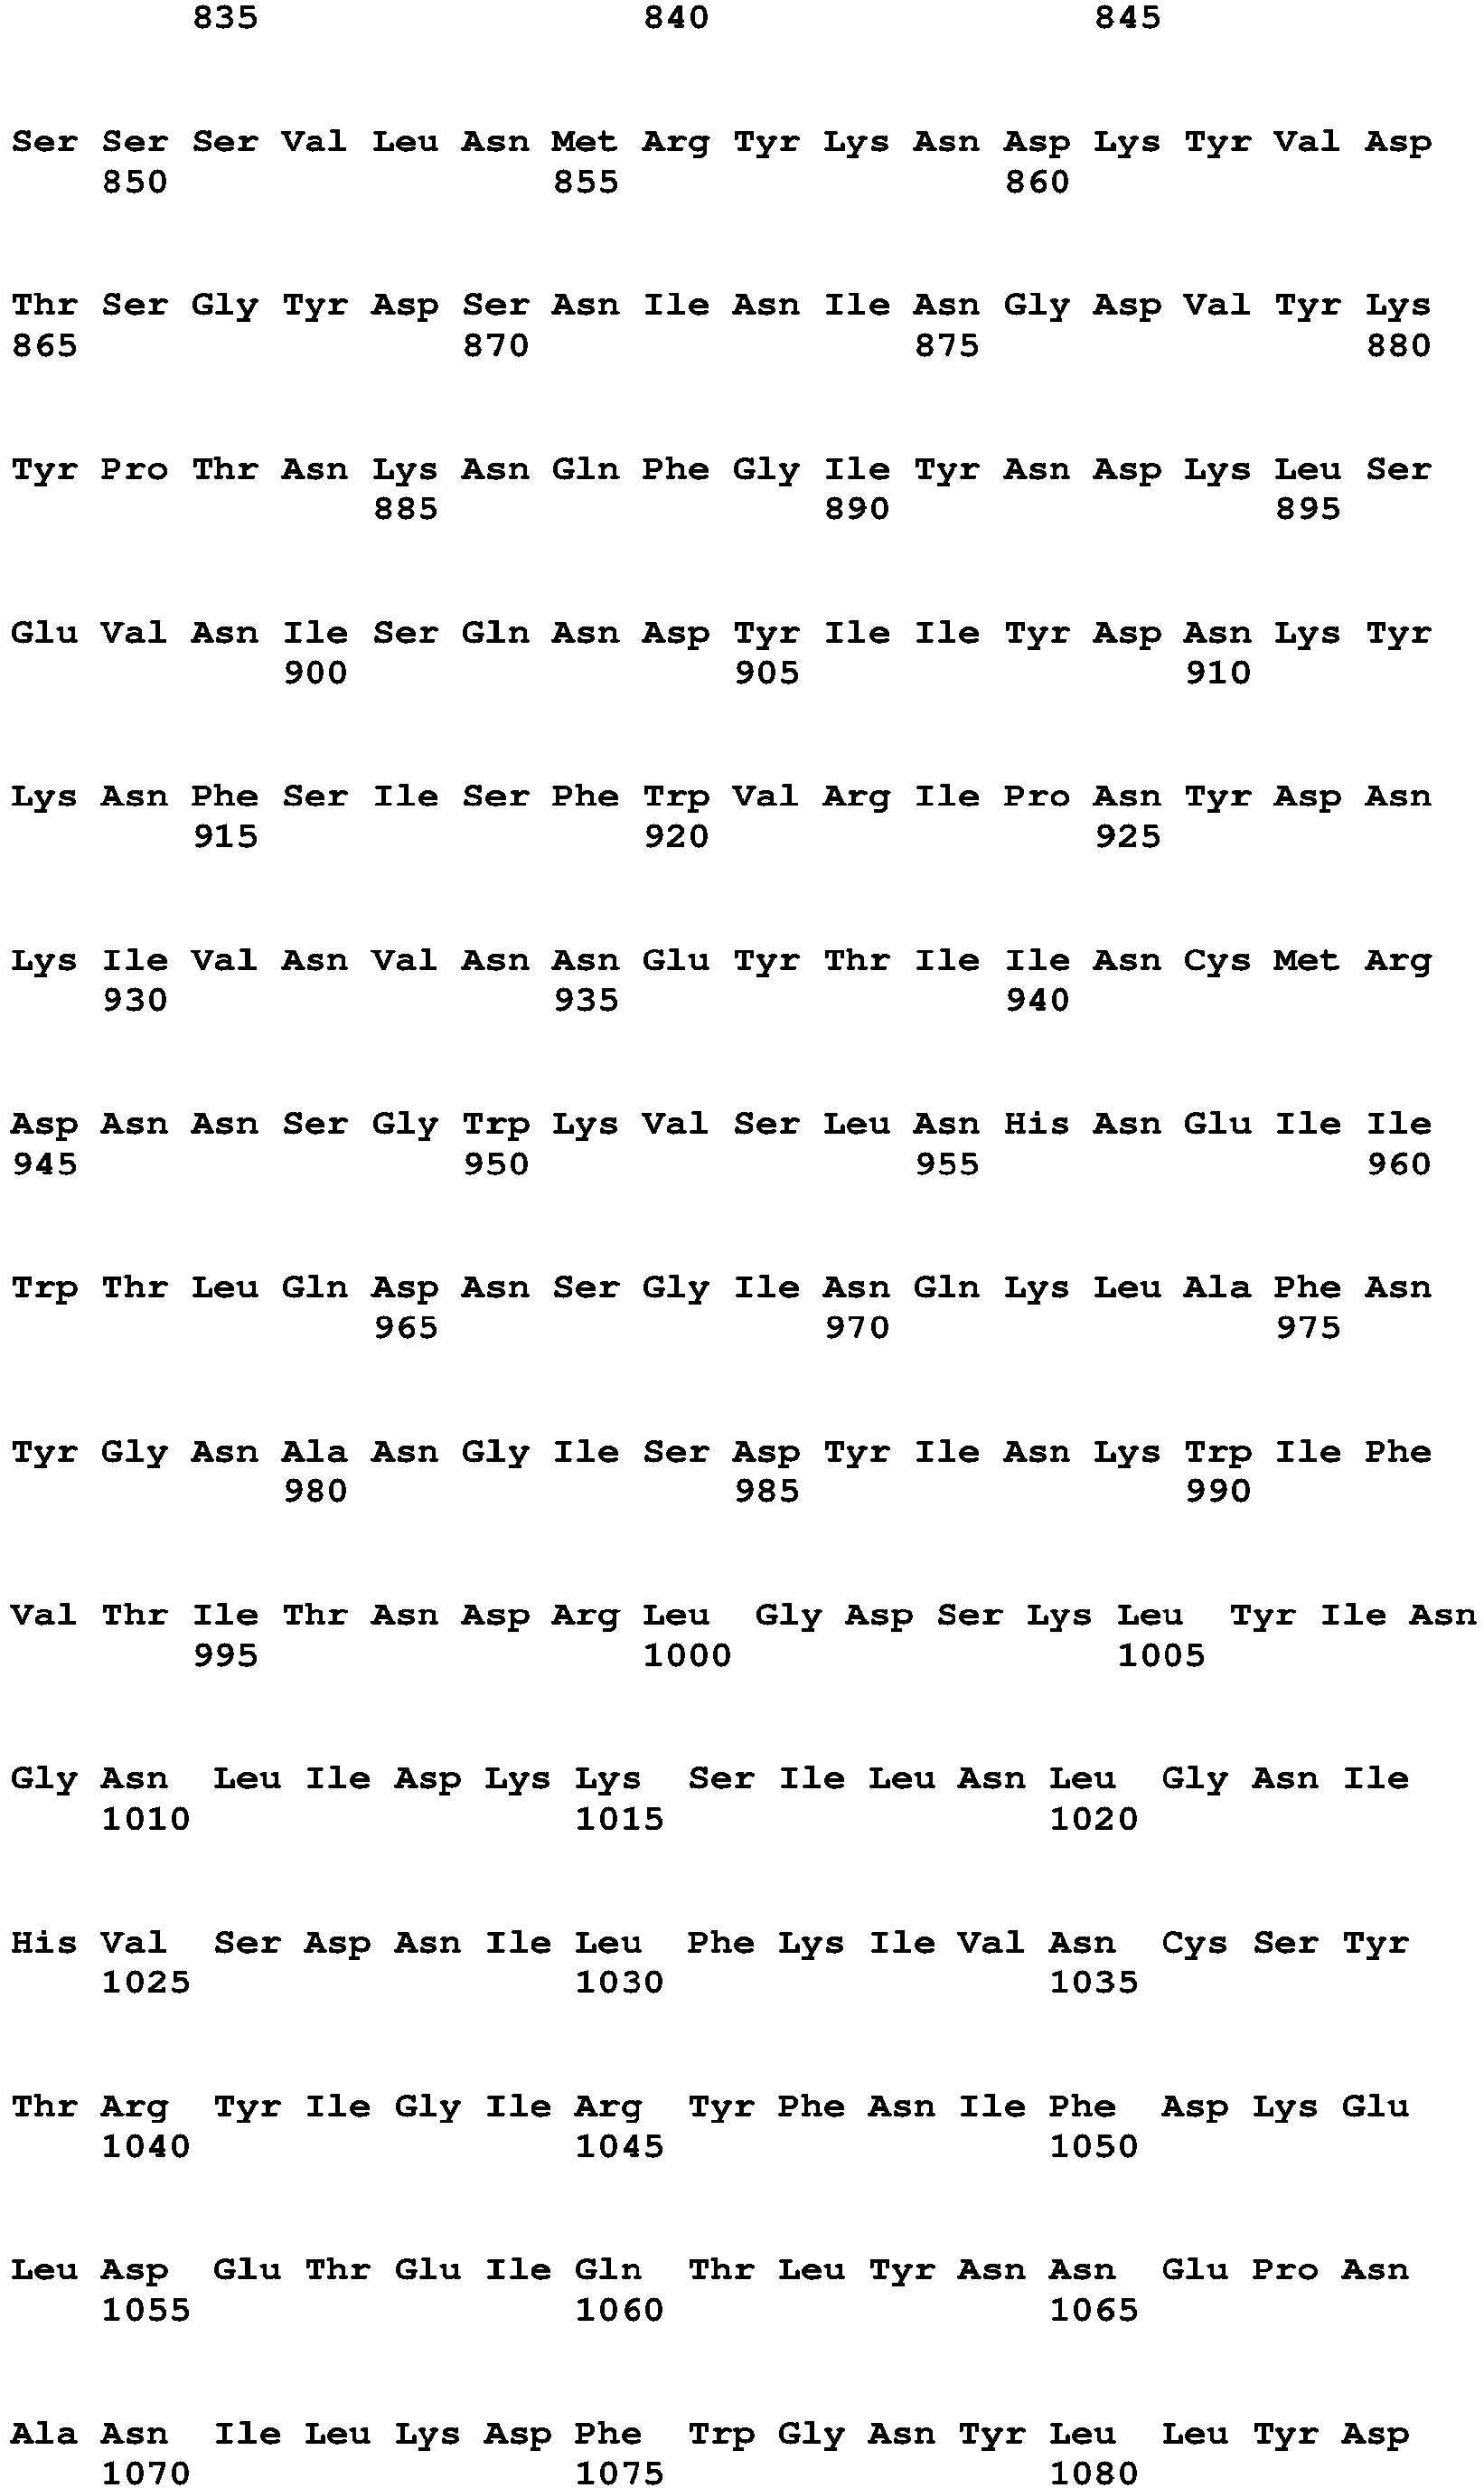 835 840 845
Ser Ser Ser Val Leu Asn Met Arg Tyr Lys Asn Asp Lys Tyr Val Asp
850 855 860
Thr Ser Gly Tyr Asp Ser Asn Ile Asn Ile Asn Gly Asp Val Tyr Lys
865 870 875 880
Tyr Pro Thr Asn Lys Asn Gln Phe Gly Ile Tyr Asn Asp Lys Leu Ser
885 890 895
Glu Val Asn Ile Ser Gln Asn Asp Tyr Ile Ile Tyr Asp Asn Lys Tyr
900 905 910
Lys Asn Phe Ser Ile Ser Phe Trp Val Arg Ile Pro Asn Tyr Asp Asn
915 920 925
Lys Ile Val Asn Val Asn Asn Glu Tyr Thr Ile Ile Asn Cys Met Arg
930 935 940
Asp Asn Asn Ser Gly Trp Lys Val Ser Leu Asn His Asn Glu Ile Ile
945 950 955 960
Trp Thr Leu Gln Asp Asn Ser Gly Ile Asn Gln Lys Leu Ala Phe Asn
965 970 975
Tyr Gly Asn Ala Asn Gly Ile Ser Asp Tyr Ile Asn Lys Trp Ile Phe
980 985 990
Val Thr Ile Thr Asn Asp Arg Leu Gly Asp Ser Lys Leu Tyr Ile Asn
995 1000 1005
Gly Asn Leu Ile Asp Lys Lys Ser Ile Leu Asn Leu Gly Asn Ile
1010 1015 1020
His Val Ser Asp Asn Ile Leu Phe Lys Ile Val Asn Cys Ser Tyr
1025 1030 1035
Thr Arg Tyr Ile Gly Ile Arg Tyr Phe Asn Ile Phe Asp Lys Glu
1040 1045 1050
Leu Asp Glu Thr Glu Ile Gln Thr Leu Tyr Asn Asn Glu Pro Asn
1055 1060 1065
Ala Asn Ile Leu Lys Asp Phe Trp Gly Asn Tyr Leu Leu Tyr Asp
1070 1075 1080